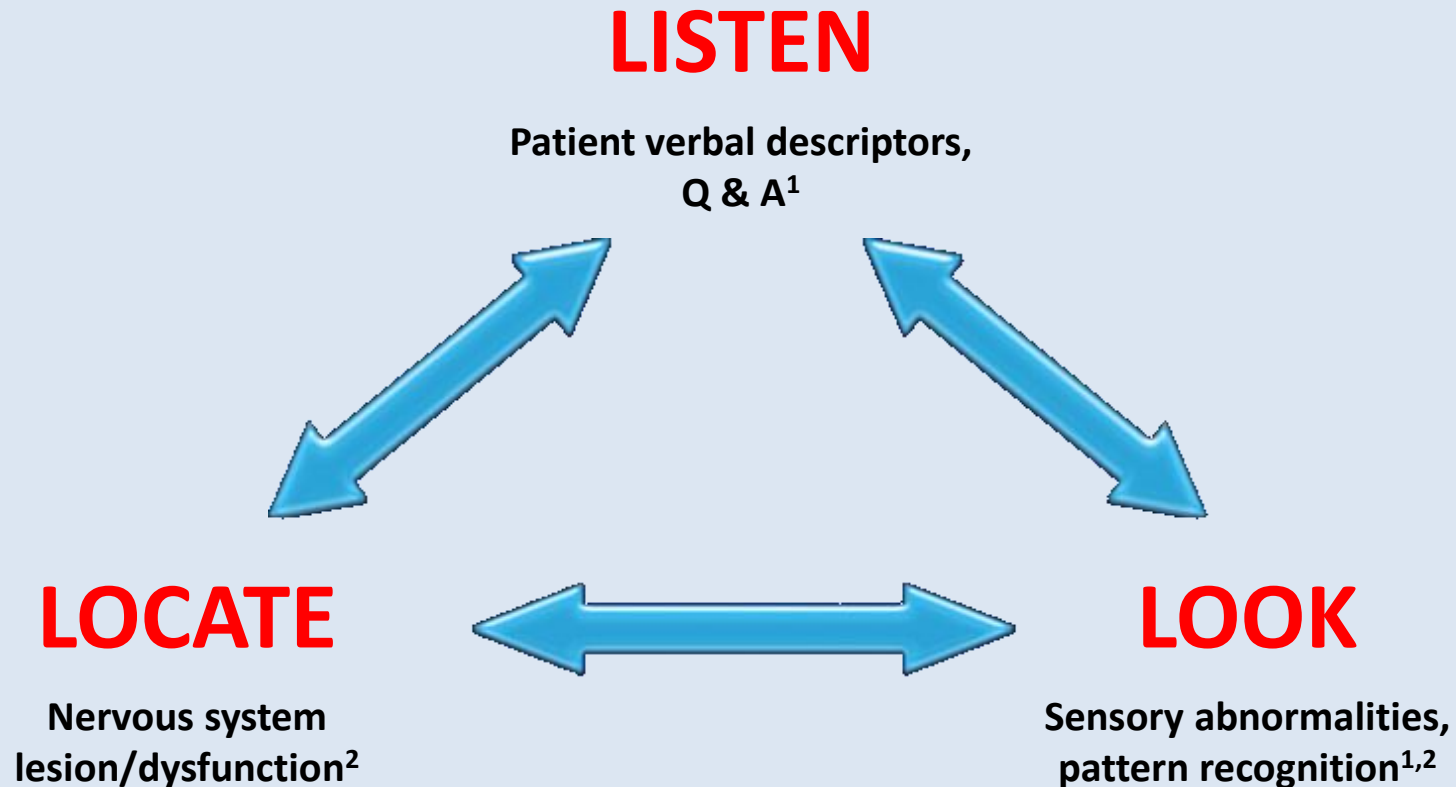 LISTEN
Patient verbal descriptors,
Q & A¹
LOCATE
Nervous system
lesion/dysfunction²
LOOK
Sensory abnormalities,
pattern recognition¹,²